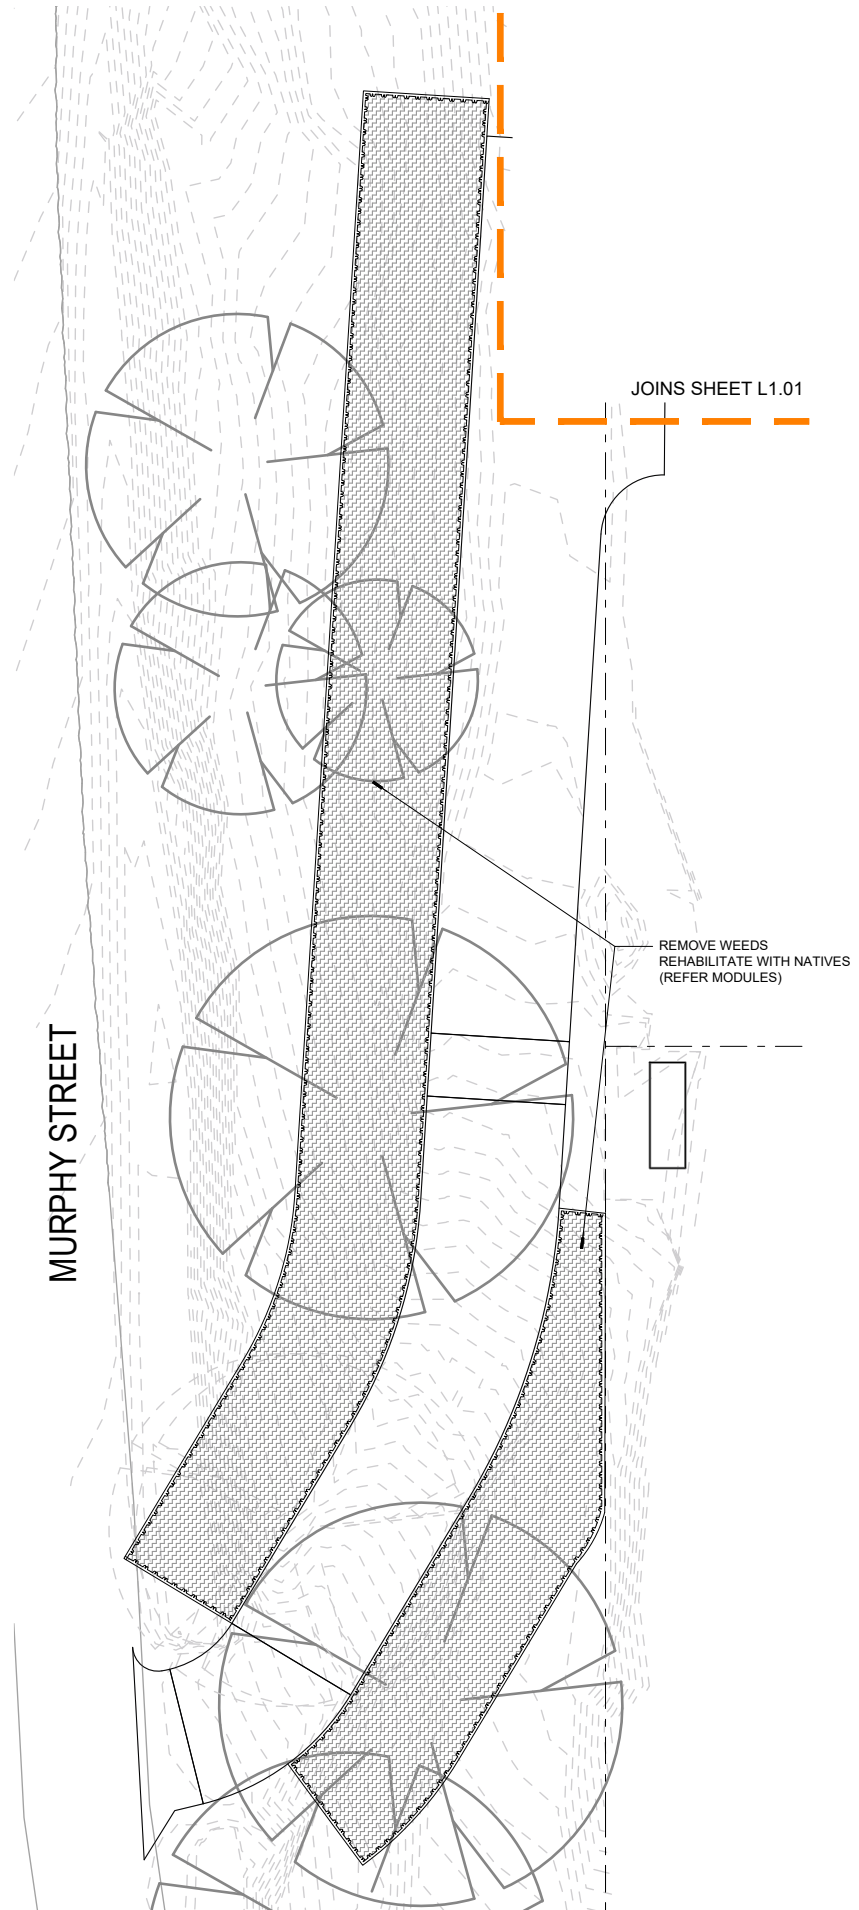 JOINS SHEET L1.01
REMOVE WEEDS
REHABILITATE WITH NATIVES
(REFER MODULES)
MURPHY STREET